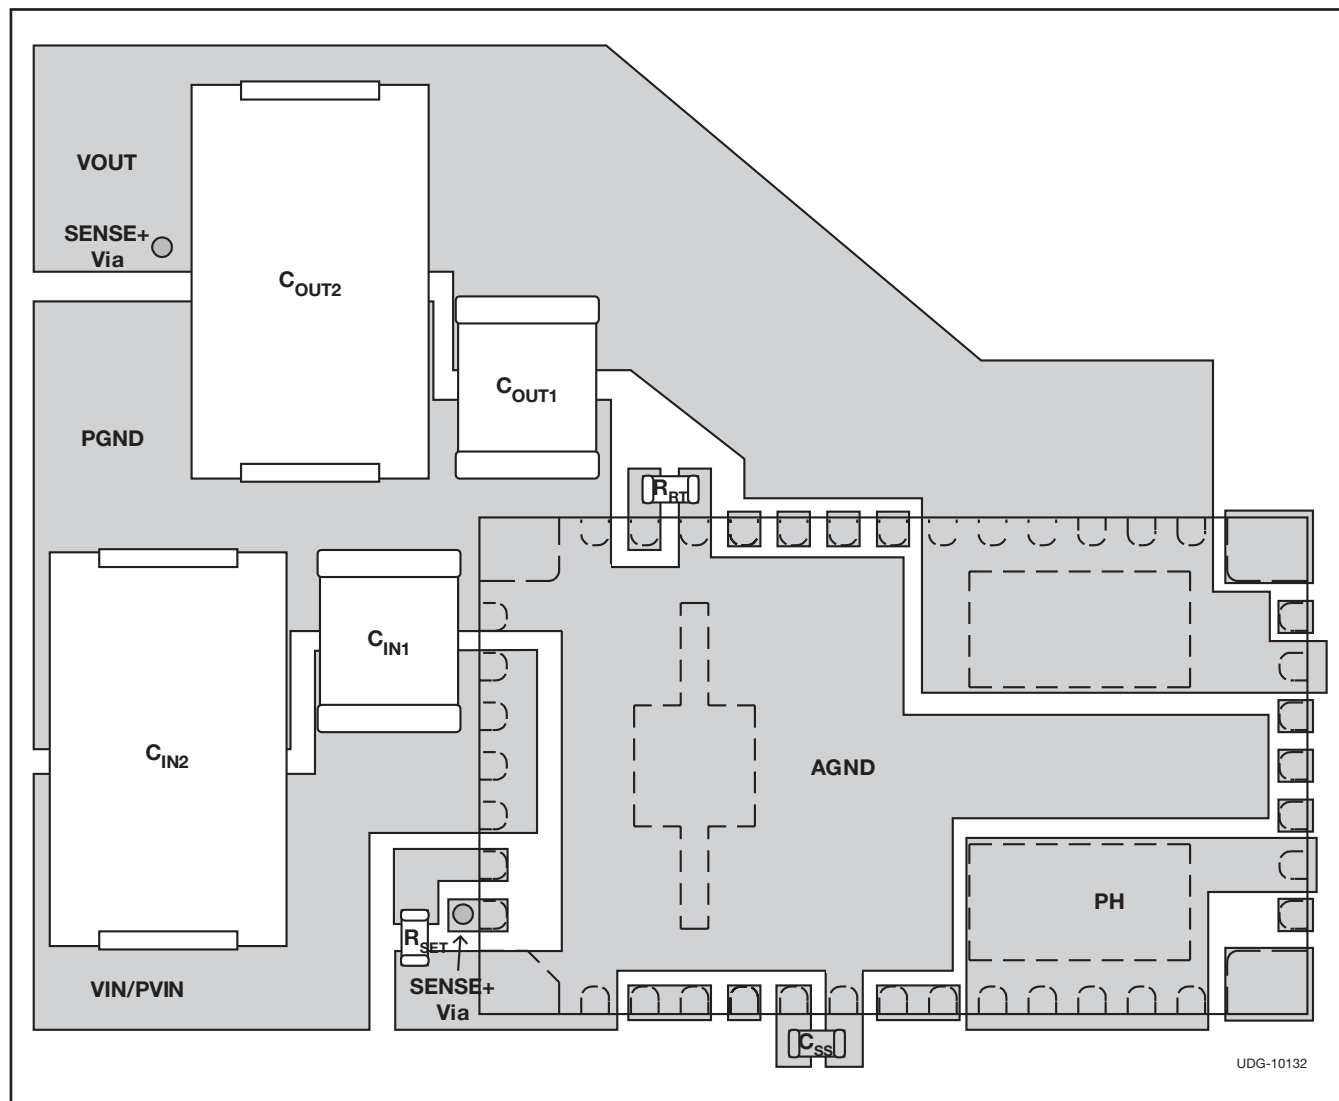 VOUT
SENSE+
Via
COUT2
COUT1
PGND
RRT
CIN1
CIN2
AGND
PH
RSET
SENSE+
Via
VIN/PVIN
CSS
UDG-10132